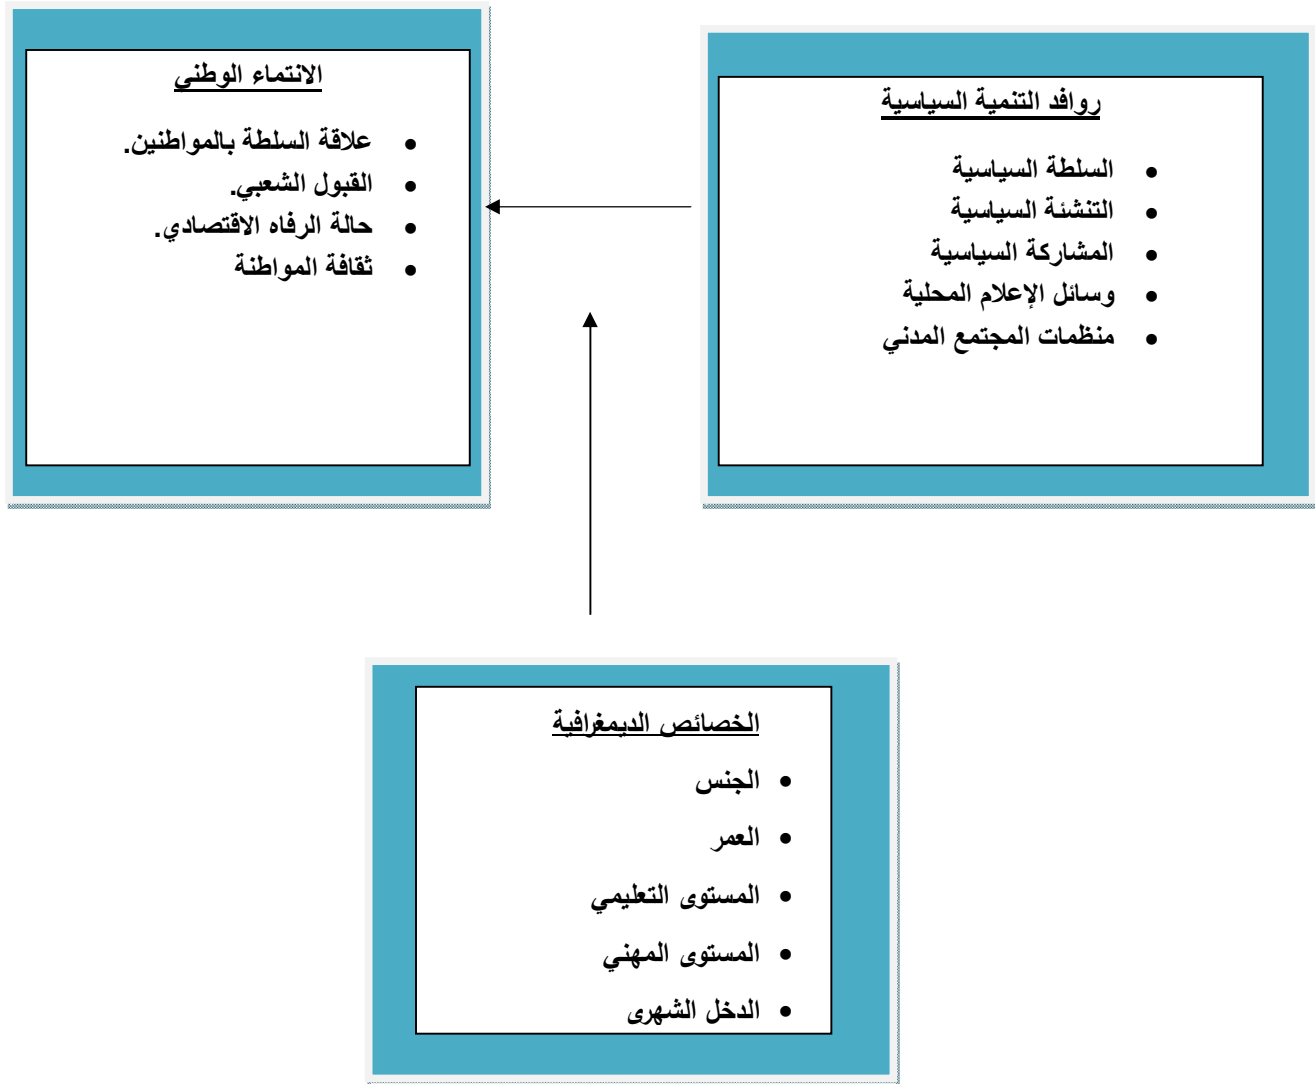 روافد التنمية السياسية
• السلطة السياسية
• التنشئة السياسية
• المشاركة السياسية
• وسائل الإعلام المحلية
• منظمات المجتمع المدني
الانتماء الوطني
• علاقة السلطة بالمواطنين.
• القبول الشعبي.
• حالة الرفاه الاقتصادي.
• ثقافة المواطنة
الخصائص الديمغرافية
• الجنس
• العمر
• المستوى التعليمي
• المستوى المهني
• الدخل الشهرى